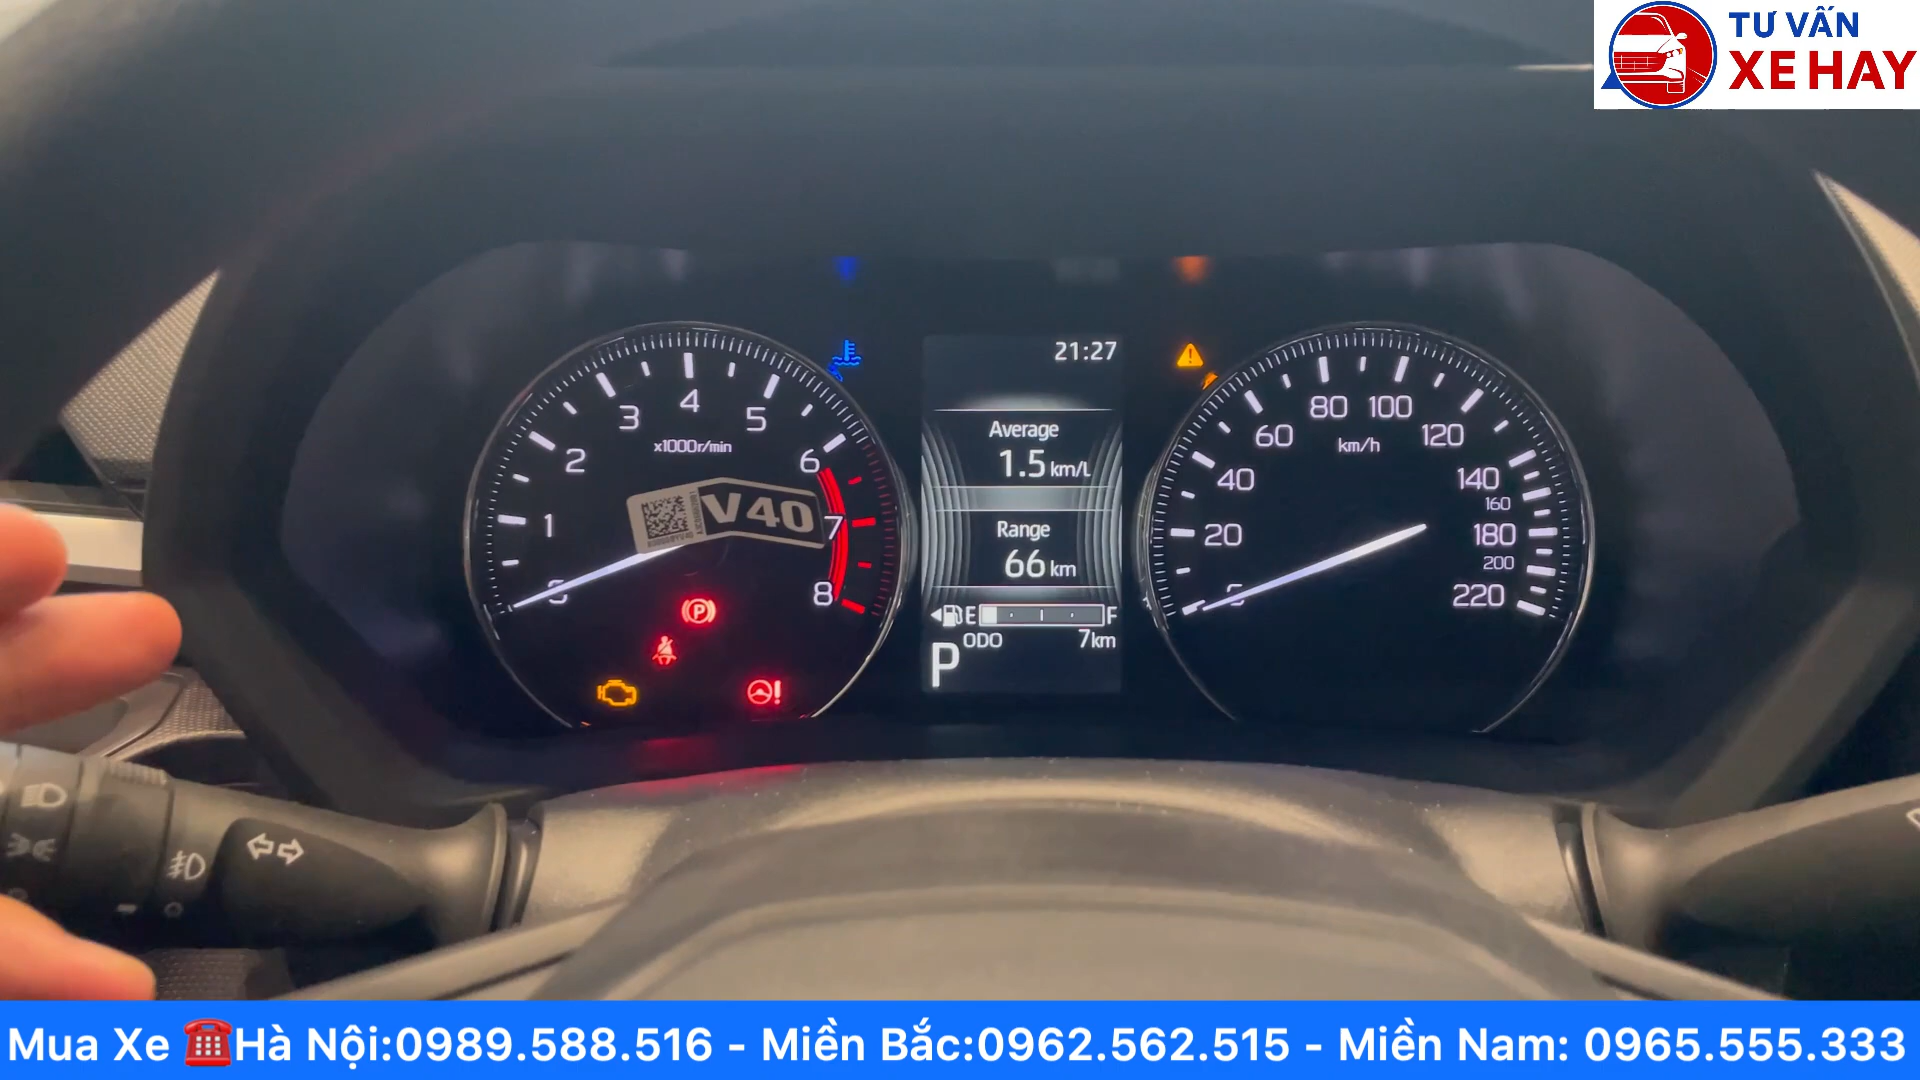 TƯ VẤN
XE HAY
21:27
Average
1.5 km/L
Range
66 km
E F
ODO 7km
P
0 1 2 3 4 5 6 7 8
x1000r/min
V40
P
0 20 40 60 80 100 120 140 160 180 200 220
km/h
Mua Xe ☎️Hà Nội:0989.588.516 - Miền Bắc:0962.562.515 - Miền Nam: 0965.555.333